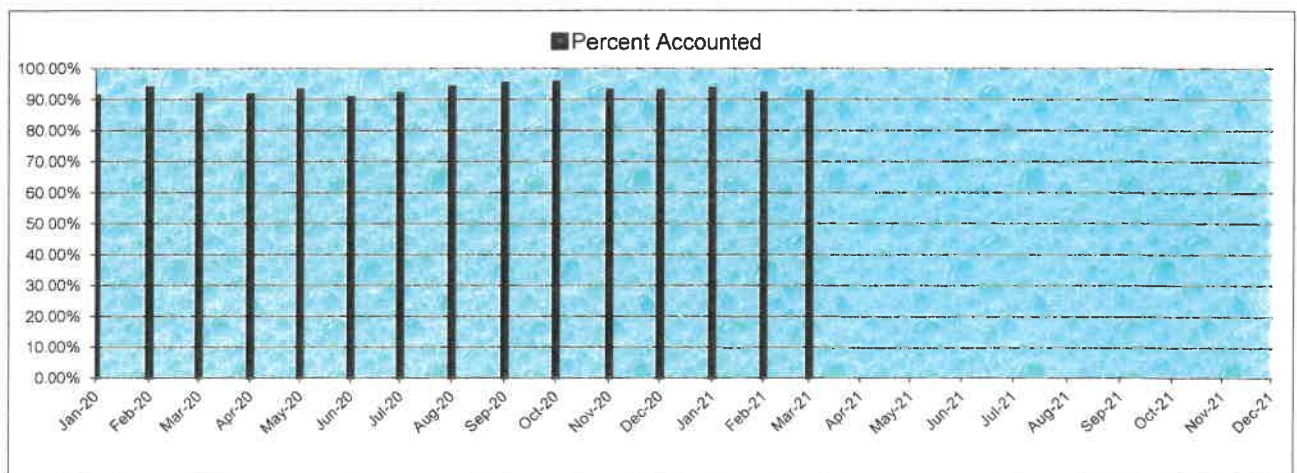 Percent Accounted
100.00%
90.00%
80.00%
70.00%
60.00%
50.00%
40.00%
30.00%
20.00%
10.00%
0.00%
Jan-20
Feb-20
Mar-20
Apr-20
May-20
Jun-20
Jul-20
Aug-20
Sep-20
Oct-20
Nov-20
Dec-20
Jan-21
Feb-21
Mar-21
Apr-21
May-21
Jun-21
Jul-21
Aug-21
Sep-21
Oct-21
Nov-21
Dec-21